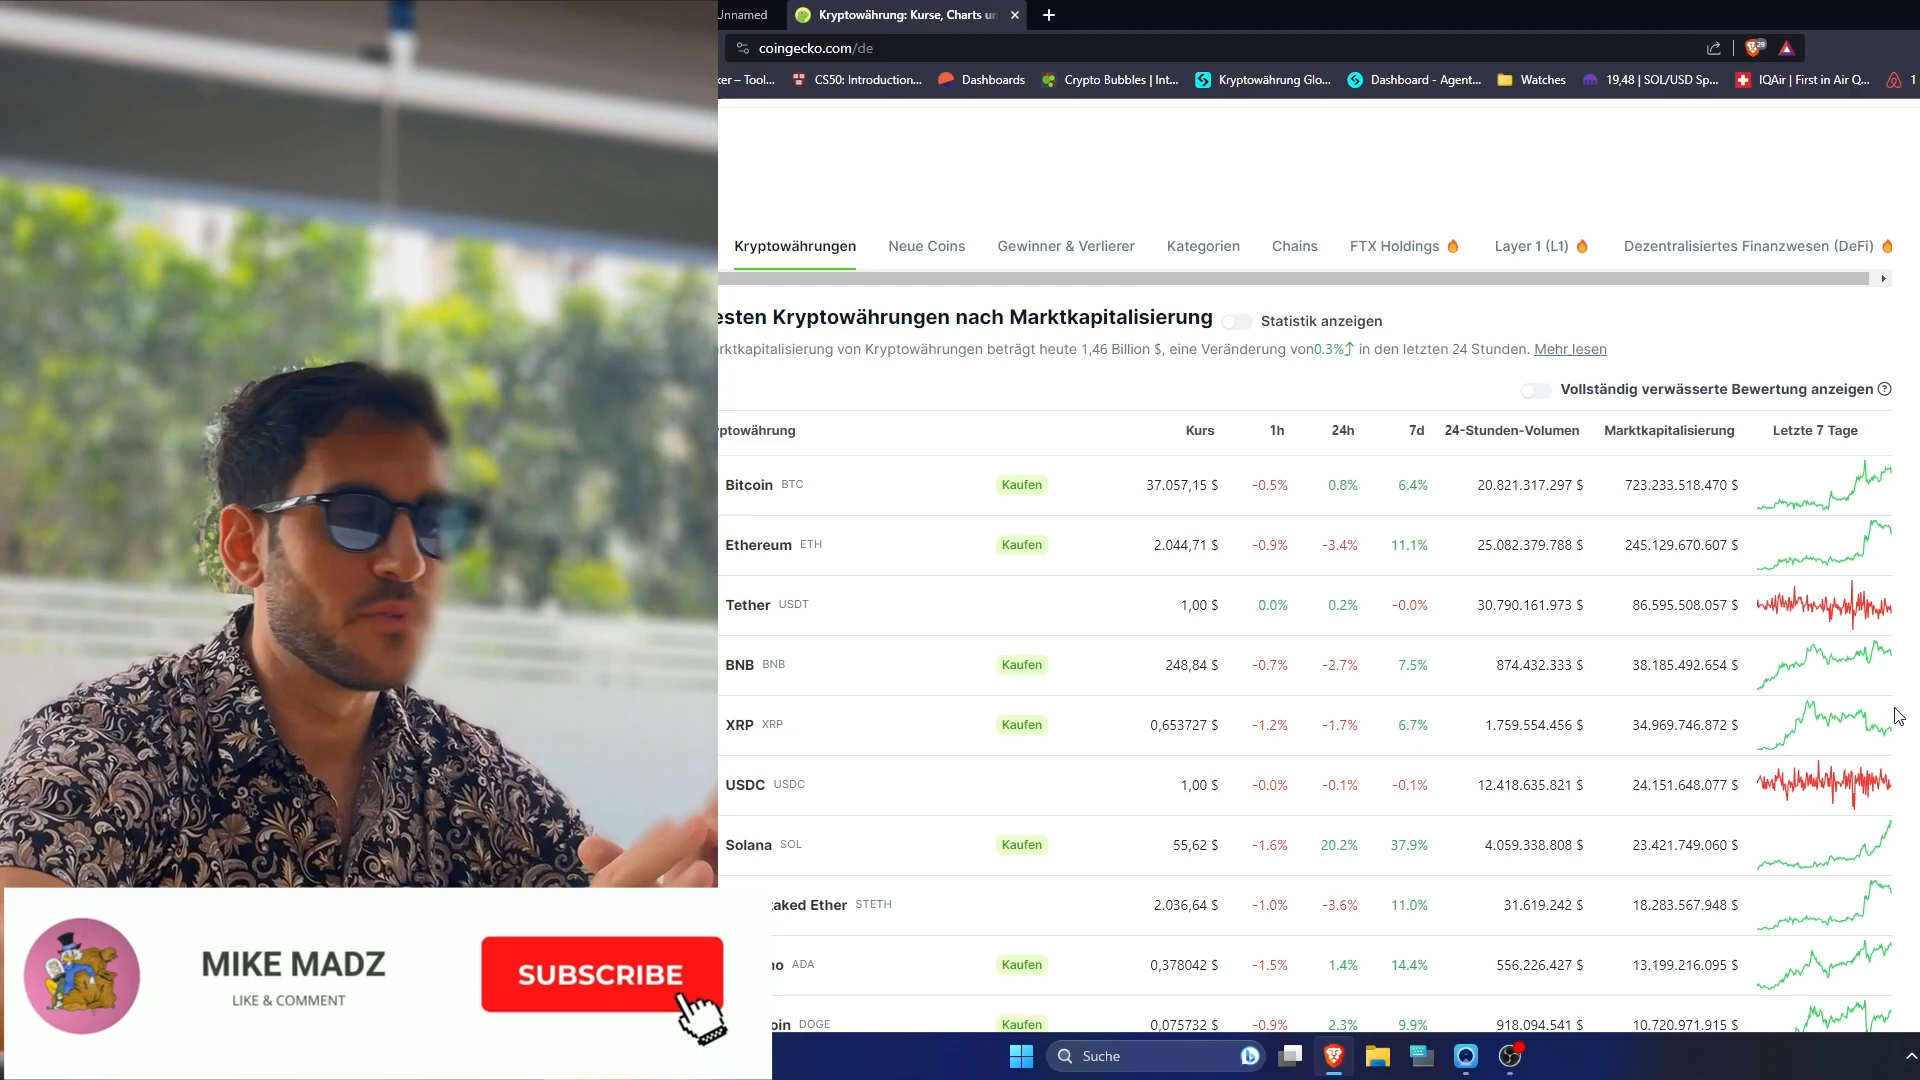 Unnamed
Kryptowährung: Kurse, Charts un
coingecko.com/de
29
ker – Tool...
CS50: Introduction...
Dashboards
Crypto Bubbles | Int...
Kryptowährung Glo...
Dashboard - Agent...
Watches
19,48 | SOL/USD Sp...
IQAir | First in Air Q...
1
Kryptowährungen Neue Coins Gewinner & Verlierer Kategorien Chains FTX Holdings Layer 1 (L1) Dezentralisiertes Finanzwesen (DeFi)
esten Kryptowährungen nach Marktkapitalisierung Statistik anzeigen
rktkapitalisierung von Kryptowährungen beträgt heute 1,46 Billion $, eine Veränderung von0.3% in den letzten 24 Stunden. Mehr lesen
Vollständig verwässerte Bewertung anzeigen
yptowährung Kurs 1h 24h 7d 24-Stunden-Volumen Marktkapitalisierung Letzte 7 Tage
Bitcoin BTC Kaufen 37.057,15 $ -0.5% 0.8% 6.4% 20.821.317.297 $ 723.233.518.470 $
Ethereum ETH Kaufen 2.044,71 $ -0.9% -3.4% 11.1% 25.082.379.788 $ 245.129.670.607 $
Tether USDT 1,00 $ 0.0% 0.2% -0.0% 30.790.161.973 $ 86.595.508.057 $
BNB BNB Kaufen 248,84 $ -0.7% -2.7% 7.5% 874.432.333 $ 38.185.492.654 $
XRP XRP Kaufen 0,653727 $ -1.2% -1.7% 6.7% 1.759.554.456 $ 34.969.746.872 $
USDC USDC 1,00 $ -0.0% -0.1% -0.1% 12.418.635.821 $ 24.151.648.077 $
Solana SOL Kaufen 55,62 $ -1.6% 20.2% 37.9% 4.059.338.808 $ 23.421.749.060 $
aked Ether STETH 2.036,64 $ -1.0% -3.6% 11.0% 31.619.242 $ 18.283.567.948 $
no ADA Kaufen 0,378042 $ -1.5% 1.4% 14.4% 556.226.427 $ 13.199.216.095 $
oin DOGE Kaufen 0,075732 $ -0.9% 2.3% 9.9% 918.094.541 $ 10.720.971.915 $
MIKE MADZ
LIKE & COMMENT
SUBSCRIBE
Suche